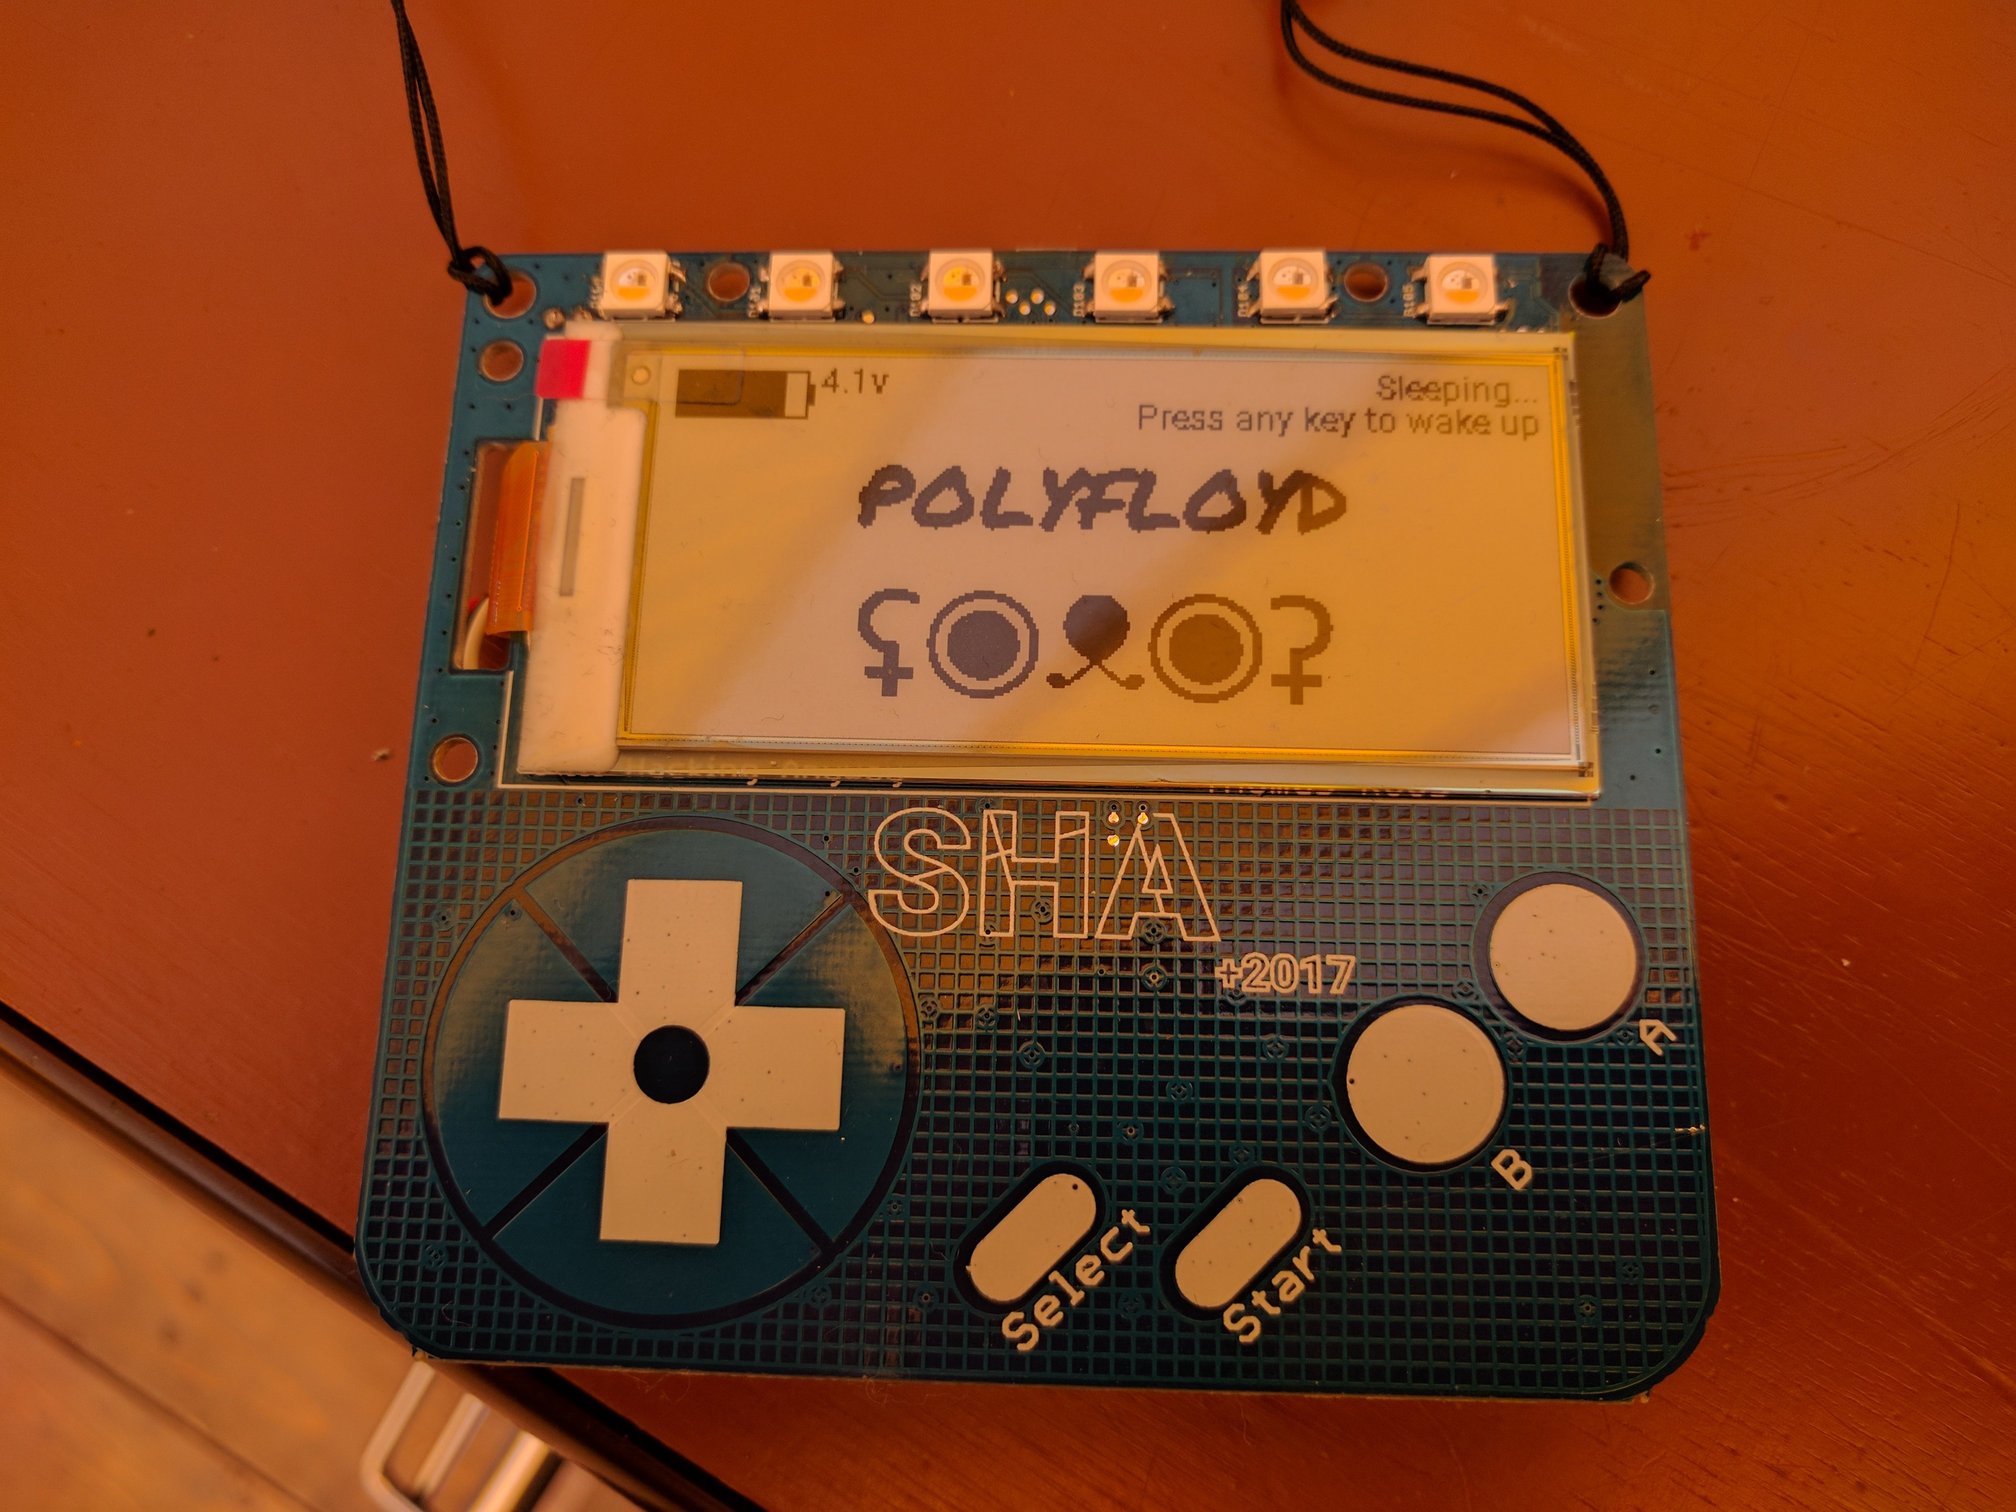 4.1v
Sleeping...
Press any key to wake up
POLYFLOYD
SHA
+2017
A
B
Select
Start